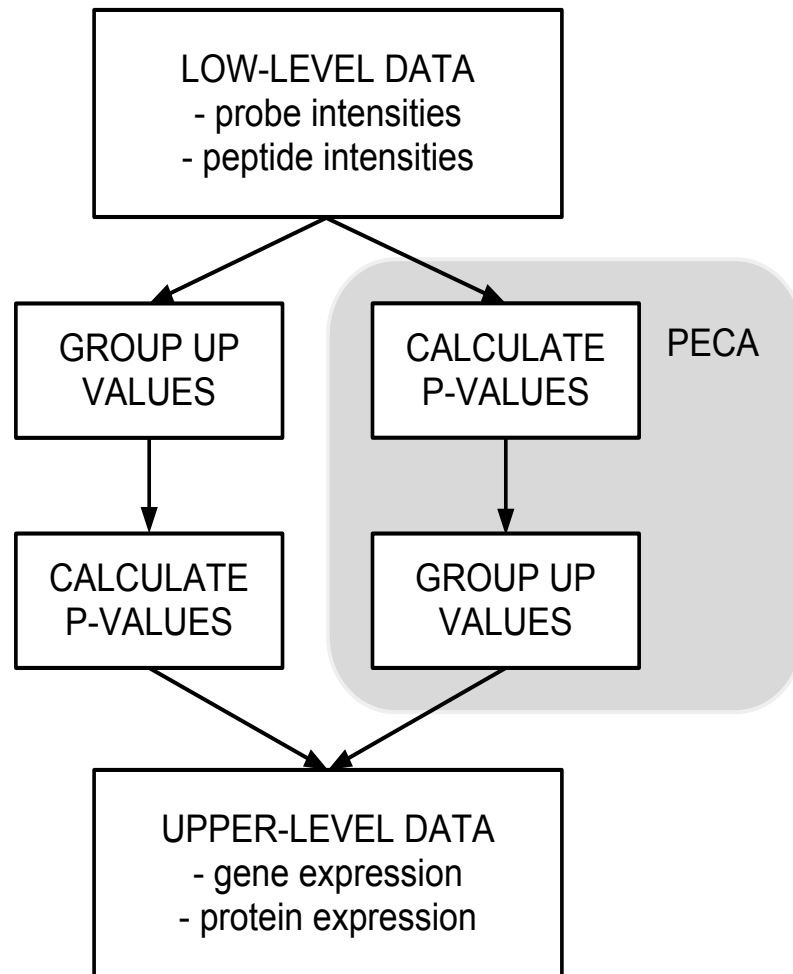 LOW-LEVEL DATA
- probe intensities
- peptide intensities
GROUP UP
VALUES
CALCULATE
P-VALUES
PECA
CALCULATE
P-VALUES
GROUP UP
VALUES
UPPER-LEVEL DATA
- gene expression
- protein expression